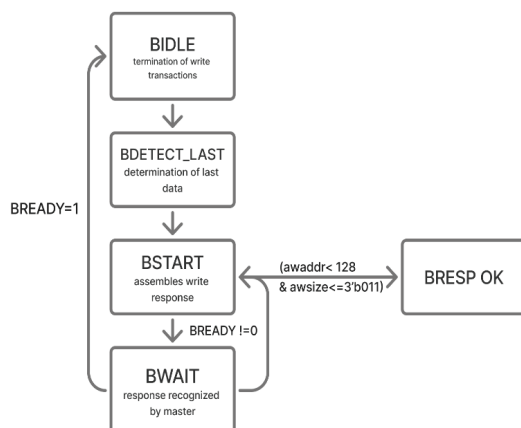 BIDLE
termination of write
transactions
BDETECT_LAST
determination of last
data
BREADY=1
BSTART
assembles write
response
(awaddr< 128
& awsize<=3'b011)
BRESP OK
BREADY !=0
BWAIT
response recognized
by master